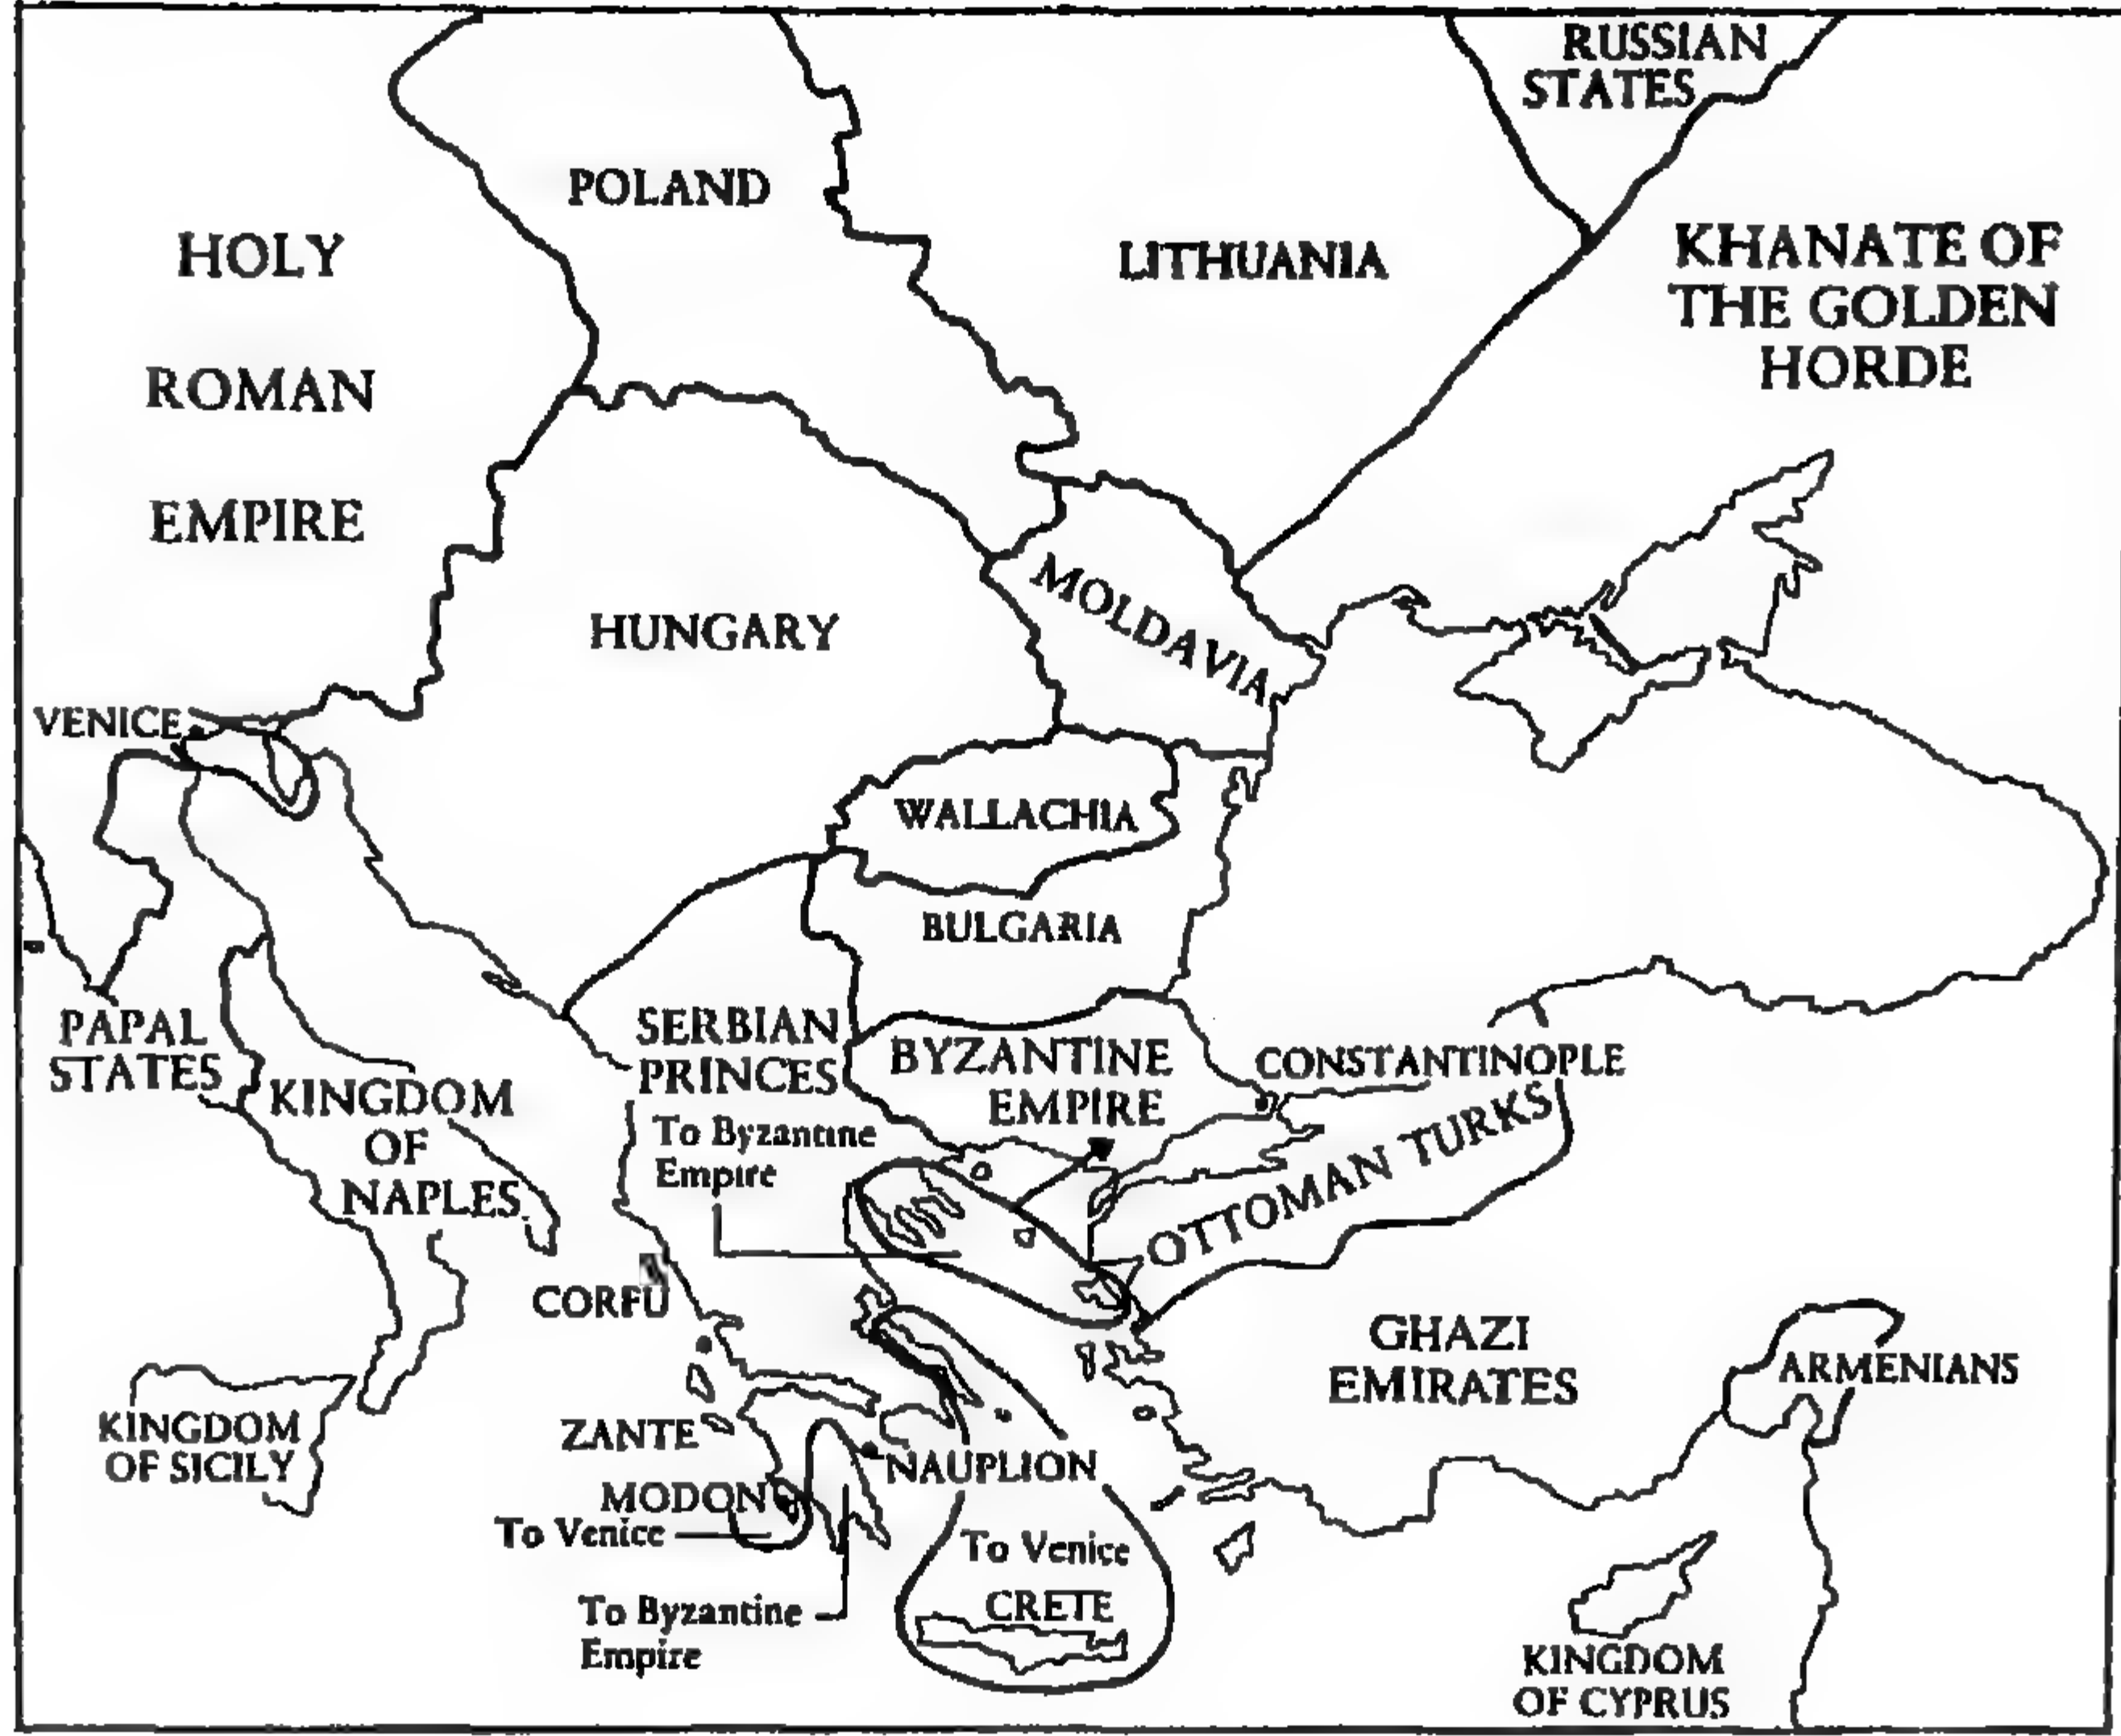 RUSSIAN
STATES
POLAND
HOLY
ROMAN
EMPIRE
LITHUANIA
KHANATE OF
THE GOLDEN
HORDE
HUNGARY
MOLDAVIA
VENICE
WALLACHIA
BULGARIA
PAPAL
STATES
SERBIAN
PRINCES
BYZANTINE
EMPIRE
CONSTANTINOPLE
KINGDOM
OF
NAPLES
To Byzantine
Empire
OTTOMAN TURKS
CORFU
GHAZI
EMIRATES
ARMENIANS
KINGDOM
OF SICILY
ZANTE
NAUPLION
MODON
To Venice
To Venice
CRETE
To Byzantine
Empire
KINGDOM
OF CYPRUS